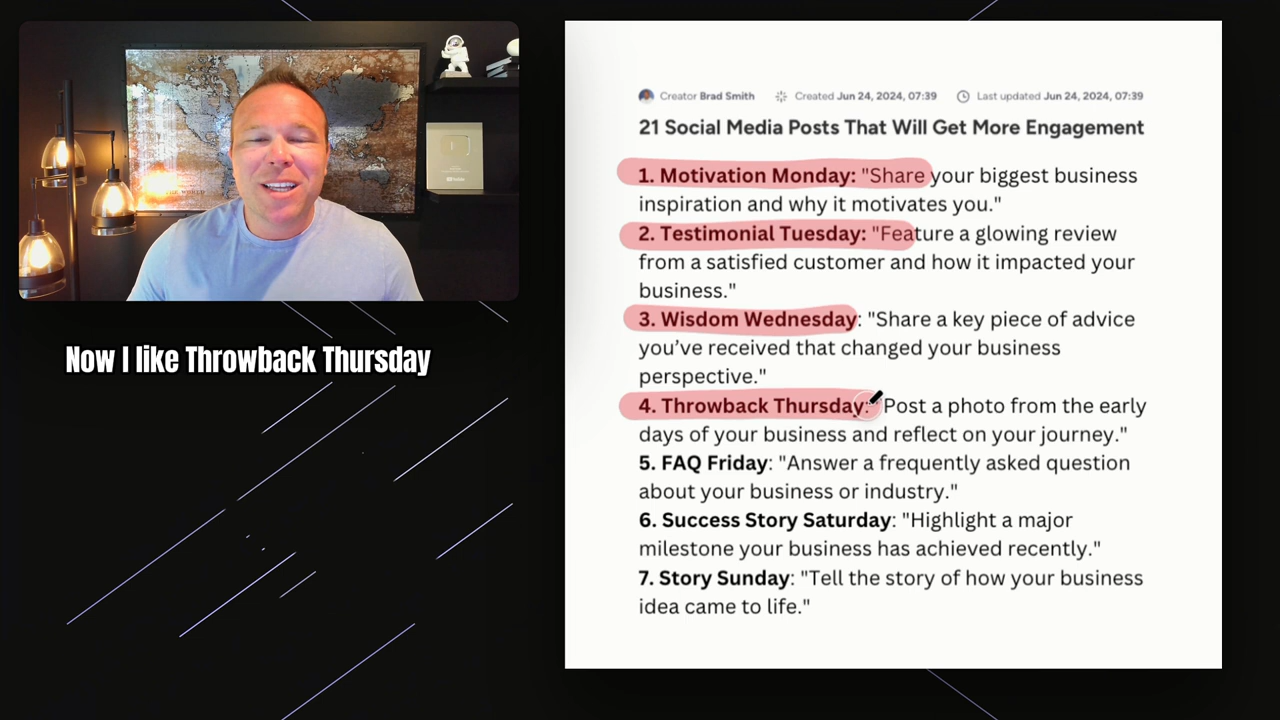 Now I like Throwback Thursday
Creator Brad Smith Created Jun 24, 2024, 07:39 Last updated Jun 24, 2024, 07:39
21 Social Media Posts That Will Get More Engagement
1. Motivation Monday: "Share your biggest business
inspiration and why it motivates you."
2. Testimonial Tuesday: "Feature a glowing review
from a satisfied customer and how it impacted your
business."
3. Wisdom Wednesday: "Share a key piece of advice
you’ve received that changed your business
perspective."
4. Throwback Thursday: "Post a photo from the early
days of your business and reflect on your journey."
5. FAQ Friday: "Answer a frequently asked question
about your business or industry."
6. Success Story Saturday: "Highlight a major
milestone your business has achieved recently."
7. Story Sunday: "Tell the story of how your business
idea came to life."